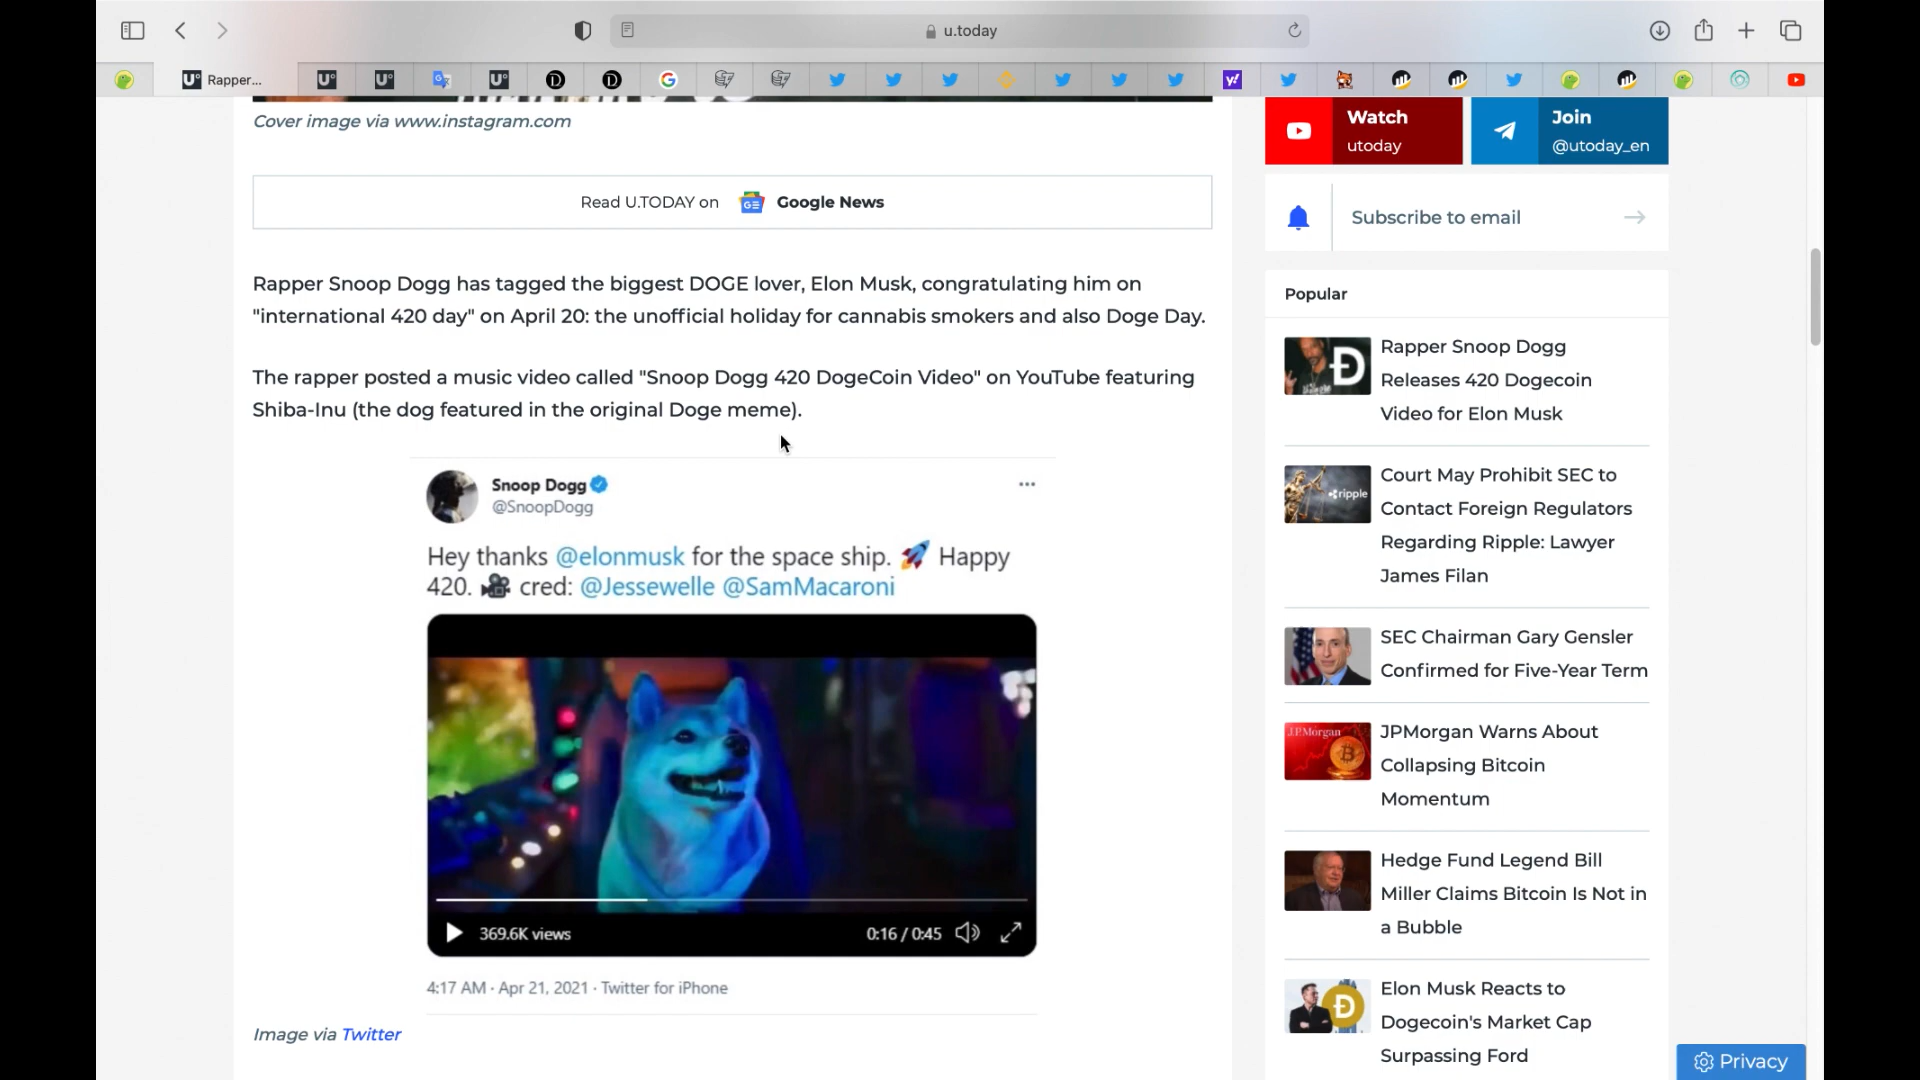 u.today
Rapper...
Cover image via www.instagram.com
Read U.TODAY on Google News
Rapper Snoop Dogg has tagged the biggest DOGE lover, Elon Musk, congratulating him on
"international 420 day" on April 20: the unofficial holiday for cannabis smokers and also Doge Day.
The rapper posted a music video called "Snoop Dogg 420 DogeCoin Video" on YouTube featuring
Shiba-Inu (the dog featured in the original Doge meme).
Snoop Dogg
@SnoopDogg
Hey thanks @elonmusk for the space ship. 🚀 Happy
420. 🎥 cred: @Jessewelle @SamMacaroni
369.6K views
0:16 / 0:45
4:17 AM · Apr 21, 2021 · Twitter for iPhone
Image via Twitter
Watch
utoday
Join
@utoday_en
Subscribe to email
Popular
Rapper Snoop Dogg
Releases 420 Dogecoin
Video for Elon Musk
ripple
Court May Prohibit SEC to
Contact Foreign Regulators
Regarding Ripple: Lawyer
James Filan
SEC Chairman Gary Gensler
Confirmed for Five-Year Term
J.P.Morgan
JPMorgan Warns About
Collapsing Bitcoin
Momentum
Hedge Fund Legend Bill
Miller Claims Bitcoin Is Not in
a Bubble
Elon Musk Reacts to
Dogecoin's Market Cap
Surpassing Ford
Privacy